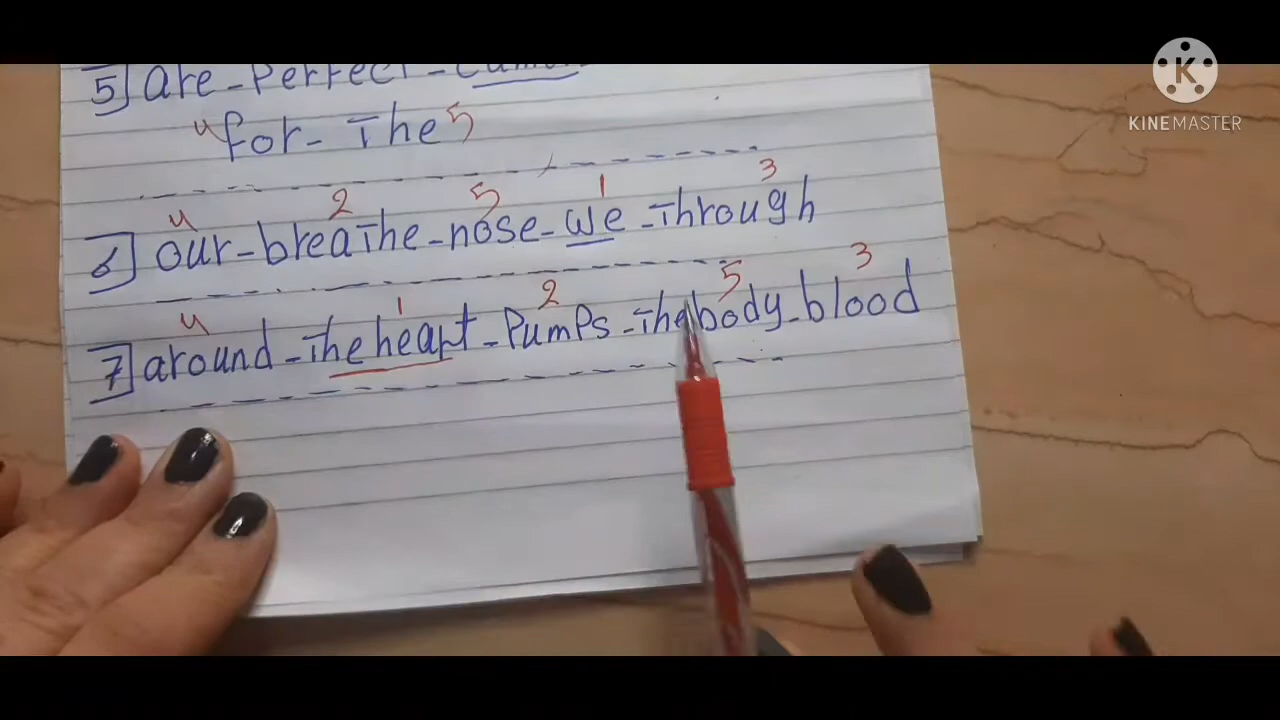 KINEMASTER
5] are - Perfect -
4 for - The 5
4 2 5 1 3
6] our - breathe - nose - we - Through
4 1 2 5 3
7] around - The heart - Pumps - The body - blood